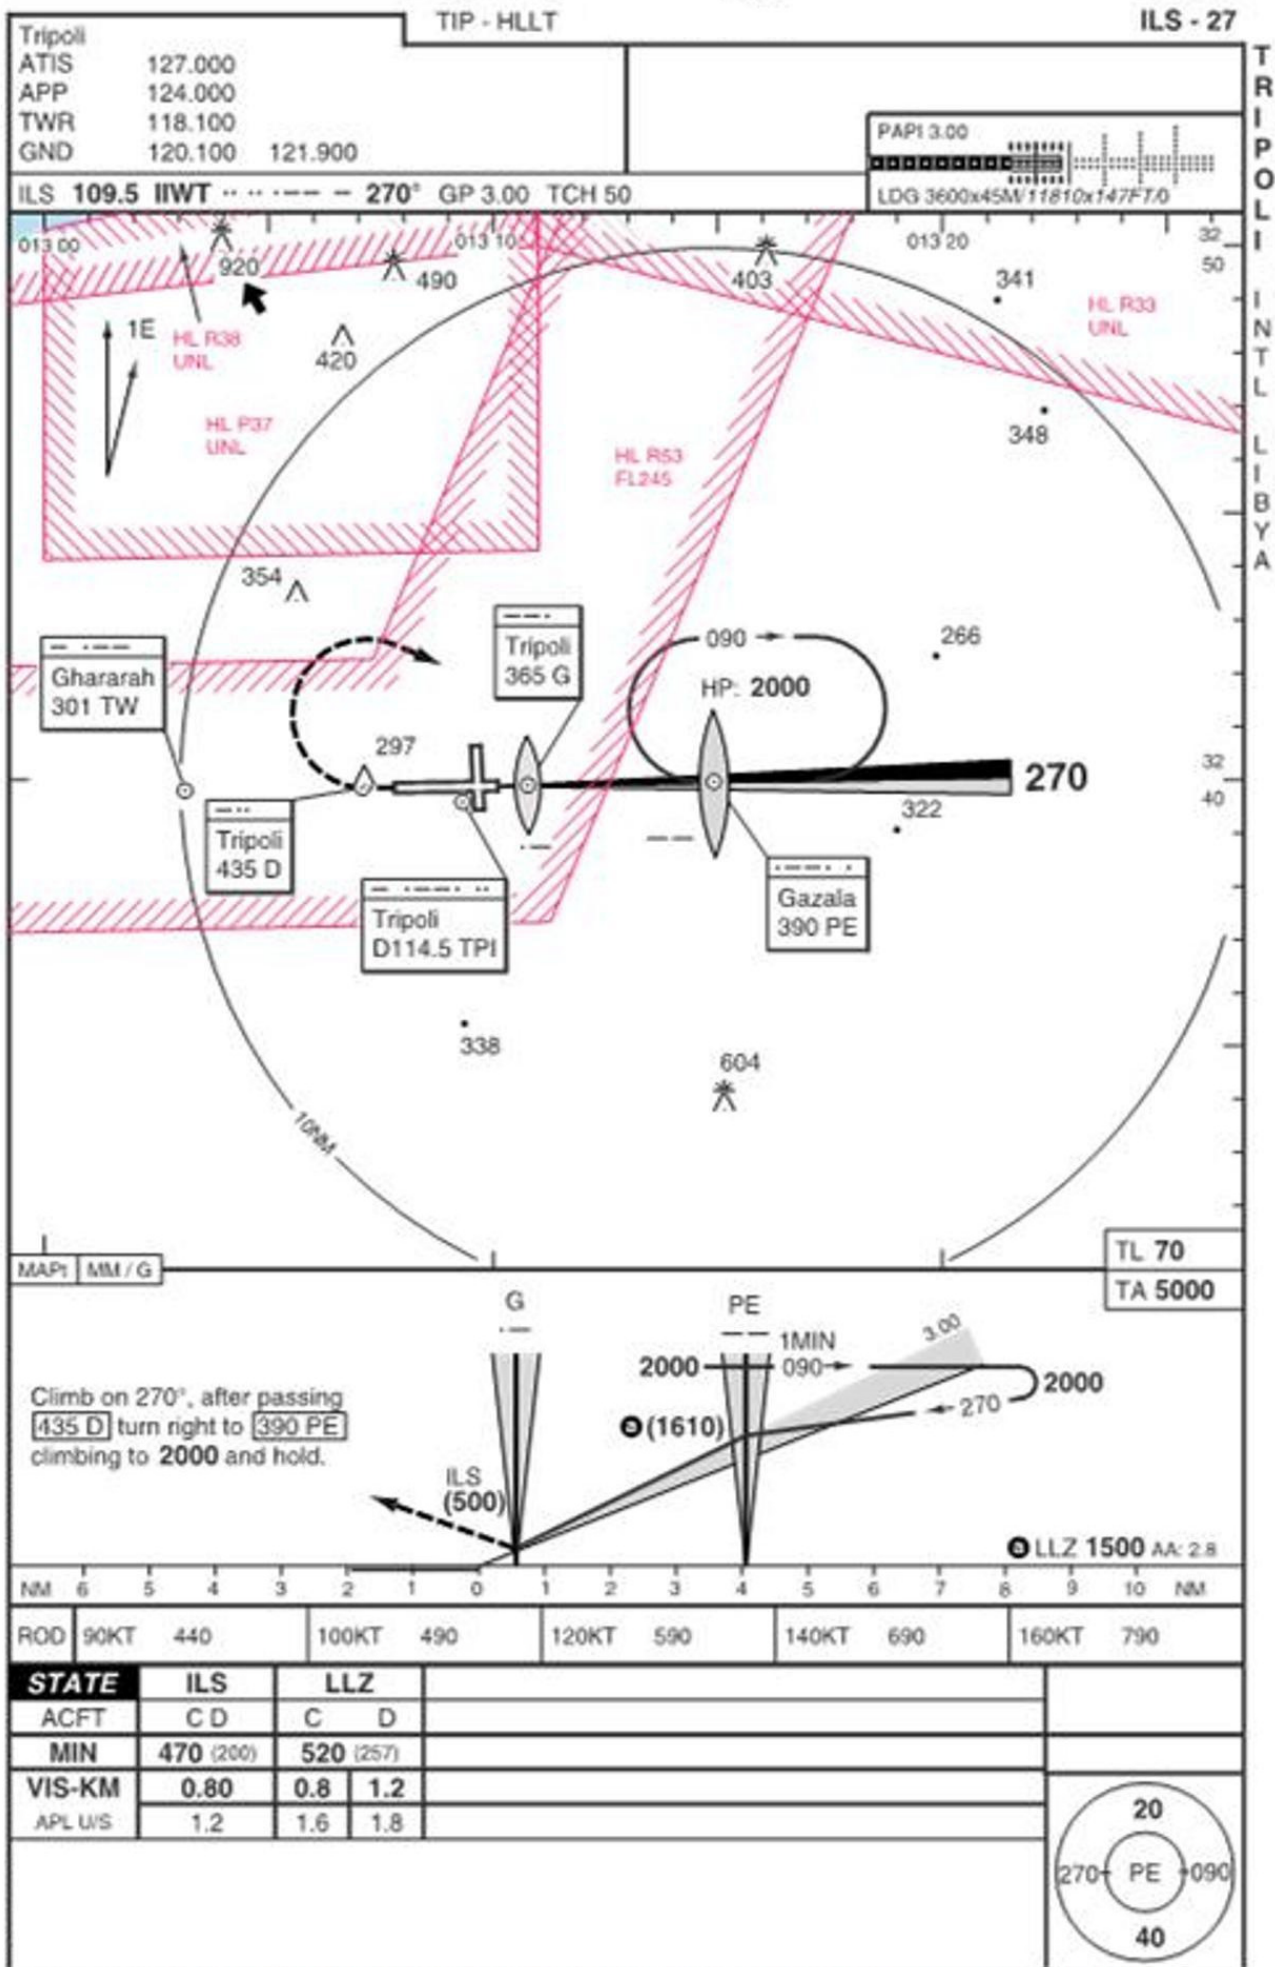 TIP - HLLT
ILS - 27
Tripoli
ATIS 127.000
APP 124.000
TWR 118.100
GND 120.100 121.900
PAPI 3.00
LDG 3600x45M/11810x147FT/0
ILS 109.5 IIWT ·· ·· ·−− − 270° GP 3.00 TCH 50
TRIPOLI INTL LIBYA
013 00
013 10
013 20
32
50
920
490
403
341
HL R33
UNL
1E
HL R38
UNL
420
348
HL P37
UNL
HL R53
FL245
354
Ghararah
301 TW
Tripoli
365 G
090
266
HP: 2000
297
270
32
40
322
Tripoli
435 D
Tripoli
D114.5 TPI
Gazala
390 PE
338
604
10NM
TL 70
MAPt MM / G
TA 5000
G
PE
3.00
1MIN
2000 090
2000
270
a (1610)
Climb on 270°, after passing
435 D turn right to 390 PE
climbing to 2000 and hold.
ILS
(500)
a LLZ 1500 AA: 2.8
NM 6 5 4 3 2 1 0 1 2 3 4 5 6 7 8 9 10 NM
ROD 90KT 440 100KT 490 120KT 590 140KT 690 160KT 790
STATE ILS LLZ
ACFT C D C D
MIN 470 (200) 520 (257)
VIS-KM 0.80 0.8 1.2
APL U/S 1.2 1.6 1.8
20
270 PE 090
40